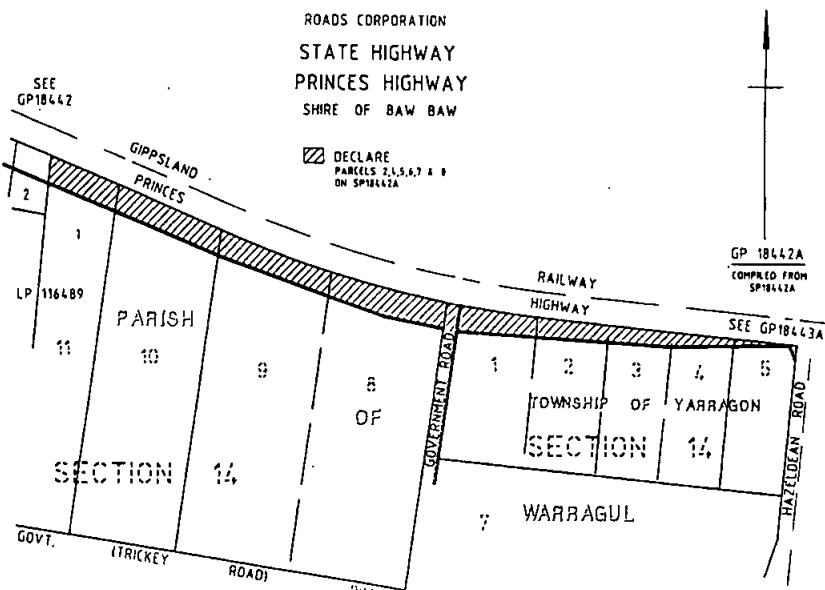 ROADS CORPORATION
STATE HIGHWAY
PRINCES HIGHWAY
SHIRE OF BAW BAW
SEE
GP18442
DECLARE
PARCELS 2,4,5,6,7 & 8
ON SP18442A
GIPPSLAND
PRINCES
GP 18442A
COMPILED FROM
SP18442A
RAILWAY
HIGHWAY
SEE GP18443A
2
1
LP 116489
PARISH
11
10
9
8
OF
GOVERNMENT ROAD.
1
2
3
4
5
TOWNSHIP OF YARRAGON
SECTION 14
HAZELDEAN ROAD
SECTION 14
7
WARRAGUL
GOVT. (TRICKEY ROAD)